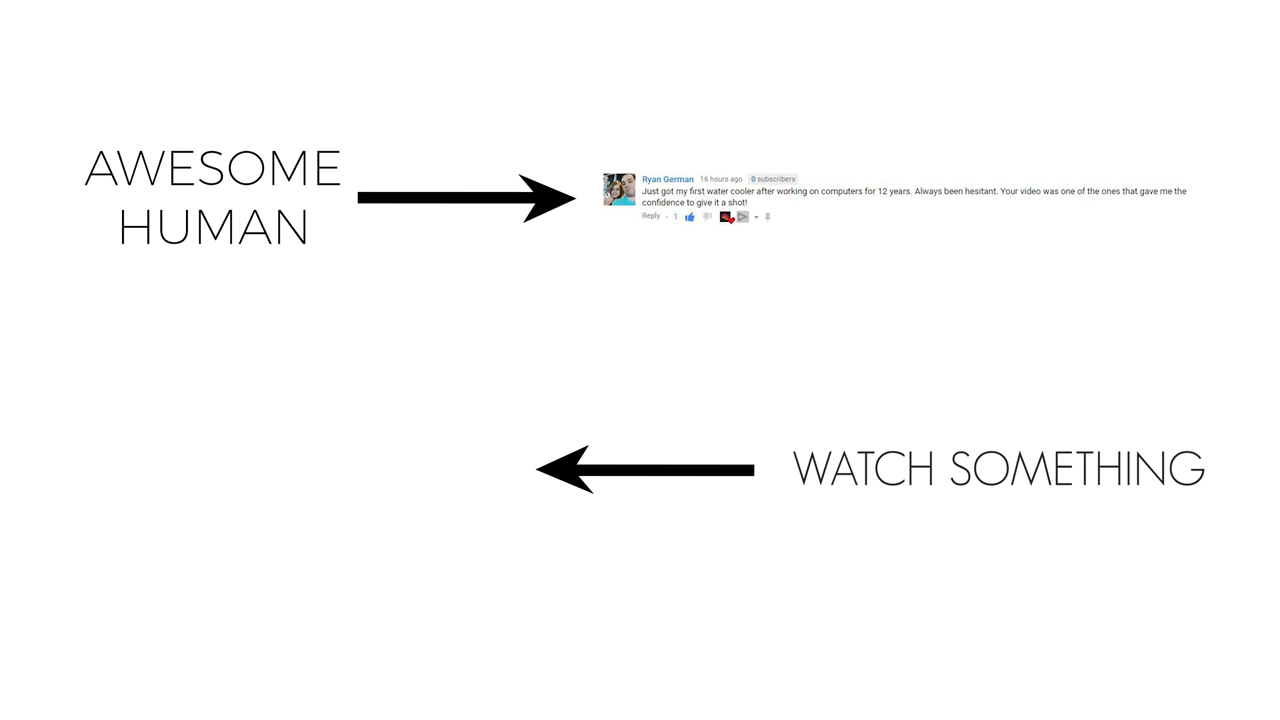 AWESOME
HUMAN
Ryan German 16 hours ago 0 subscribers
Just got my first water cooler after working on computers for 12 years. Always been hesitant. Your video was one of the ones that gave me the
confidence to give it a shot!
Reply 1
WATCH SOMETHING